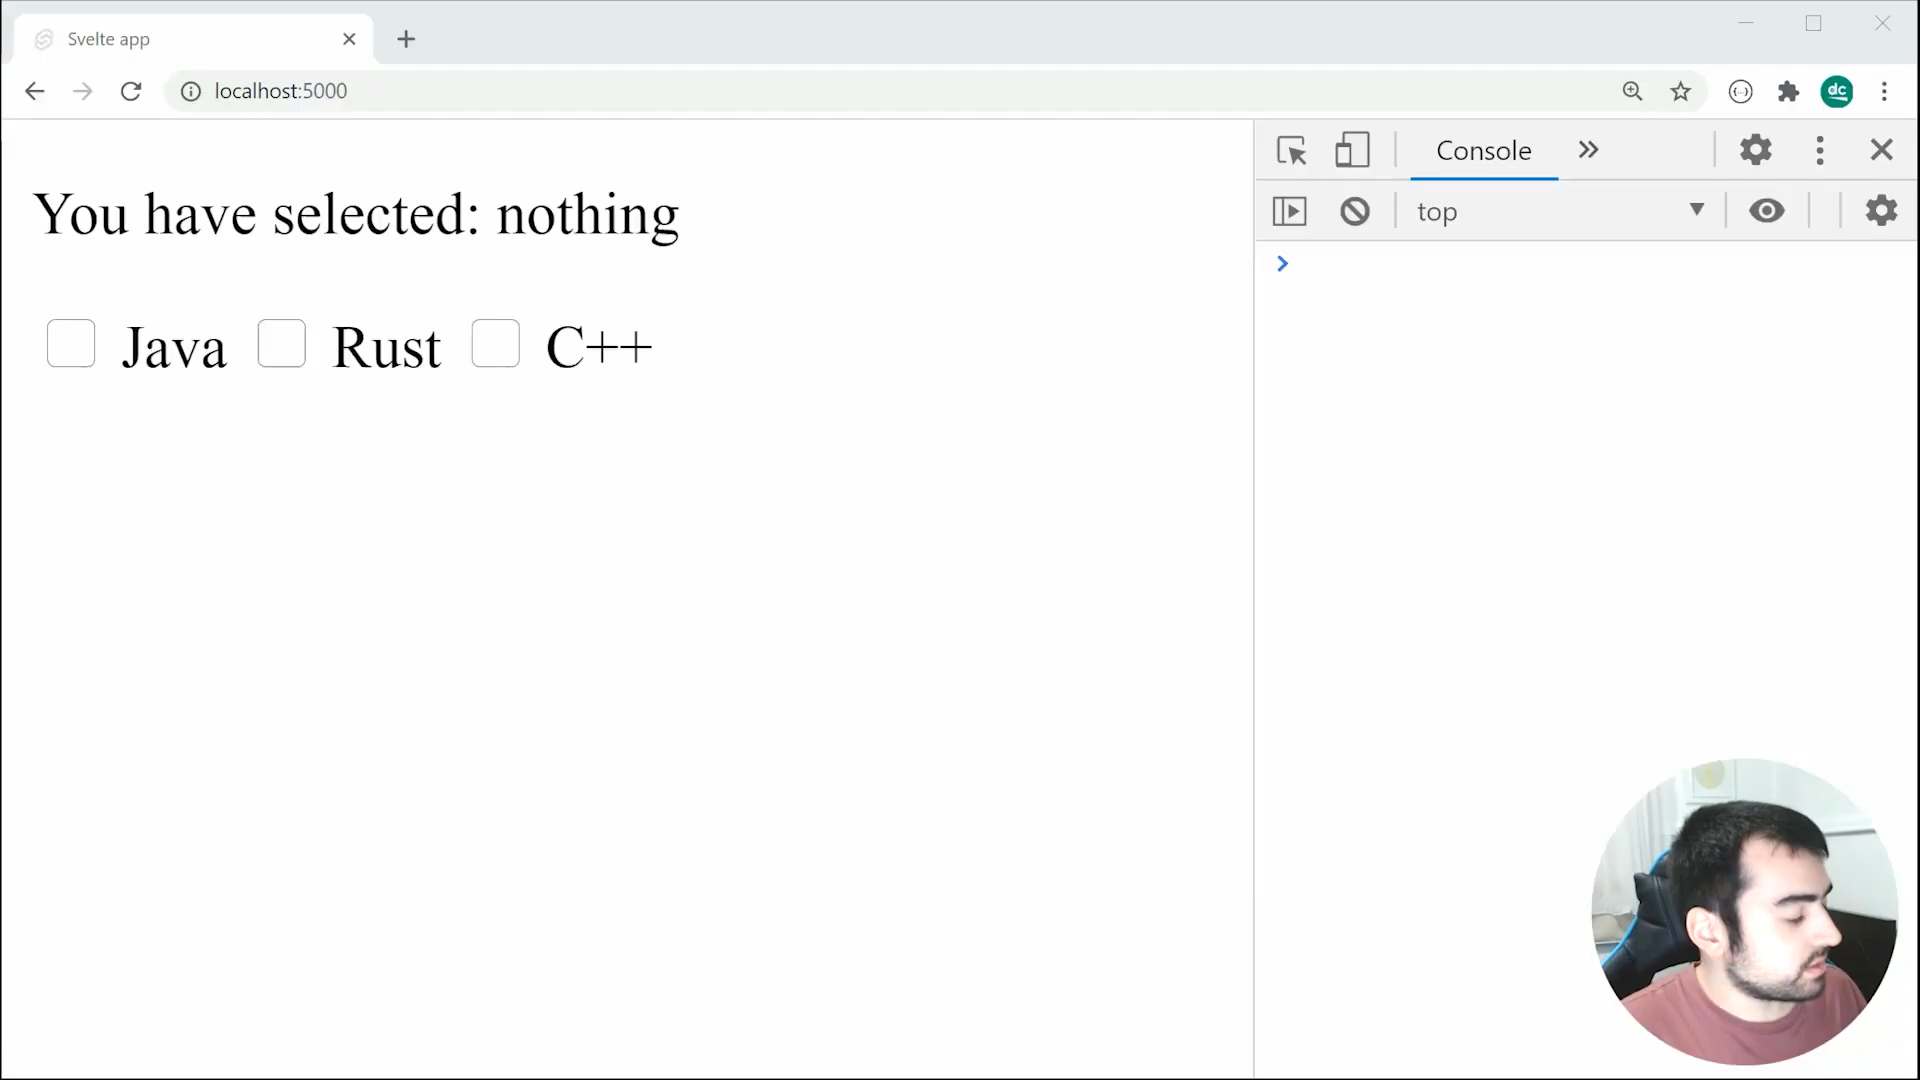 Svelte app
localhost:5000
dc
Console
top
You have selected: nothing
Java Rust C++